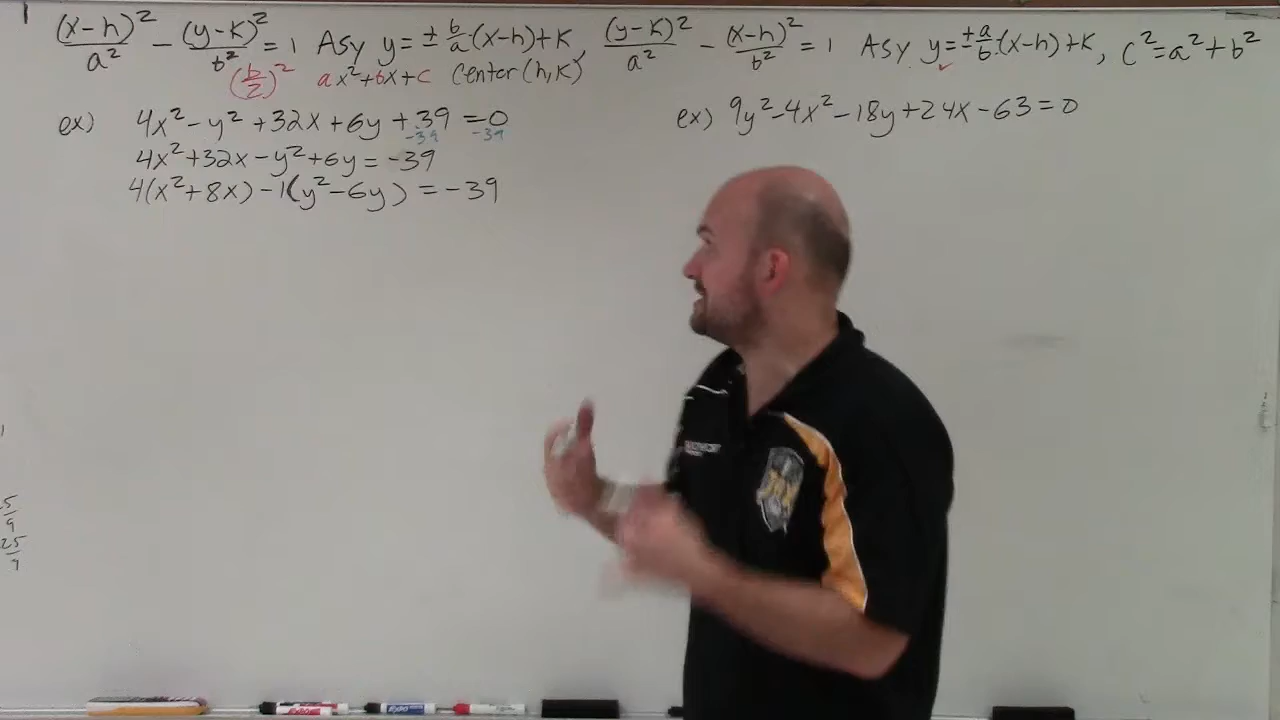 (x-h)²/a² - (y-k)²/b² = 1 Asy y=± b/a (x-h)+k, (y-k)²/a² - (x-h)²/b² = 1 Asy y=± a/b (x-h)+k, c²=a²+b²
(b/2)² ax²+bx+c Center (h,k)
ex) 4x²-y²+32x+6y+39=0
-39 -39
4x²+32x-y²+6y=-39
4(x²+8x)-1(y²-6y)=-39
ex) 9y²-4x²-18y+24x-63=0
5/9